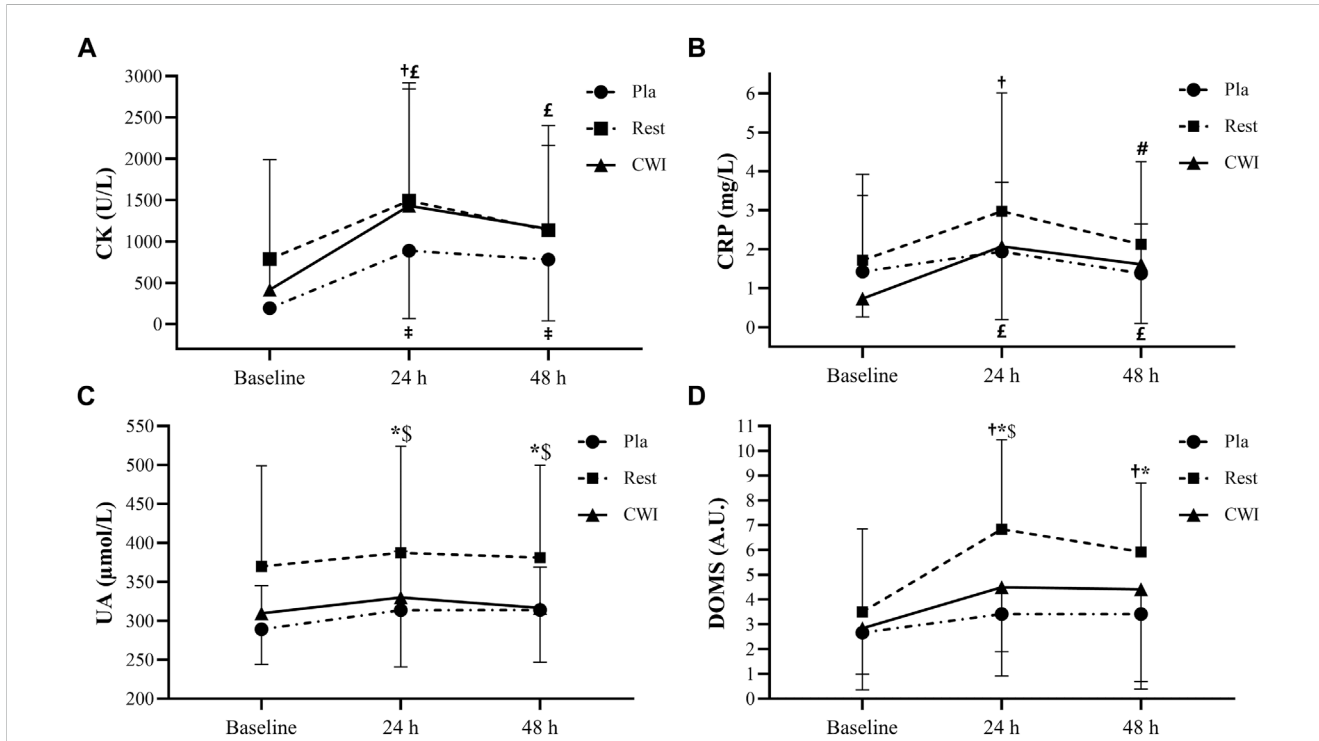 A
CK (U/L)
3000
2500
2000
1500
1000
500
0
†£
£
‡
‡
Baseline
24 h
48 h
Pla
Rest
CWI
B
CRP (mg/L)
6
5
4
3
2
1
0
†
#
£
£
Baseline
24 h
48 h
Pla
Rest
CWI
C
UA (µmol/L)
550
500
450
400
350
300
250
200
*$
*$
Baseline
24 h
48 h
Pla
Rest
CWI
D
DOMS (A.U.)
11
10
9
8
7
6
5
4
3
2
1
0
†*$
†*
Baseline
24 h
48 h
Pla
Rest
CWI